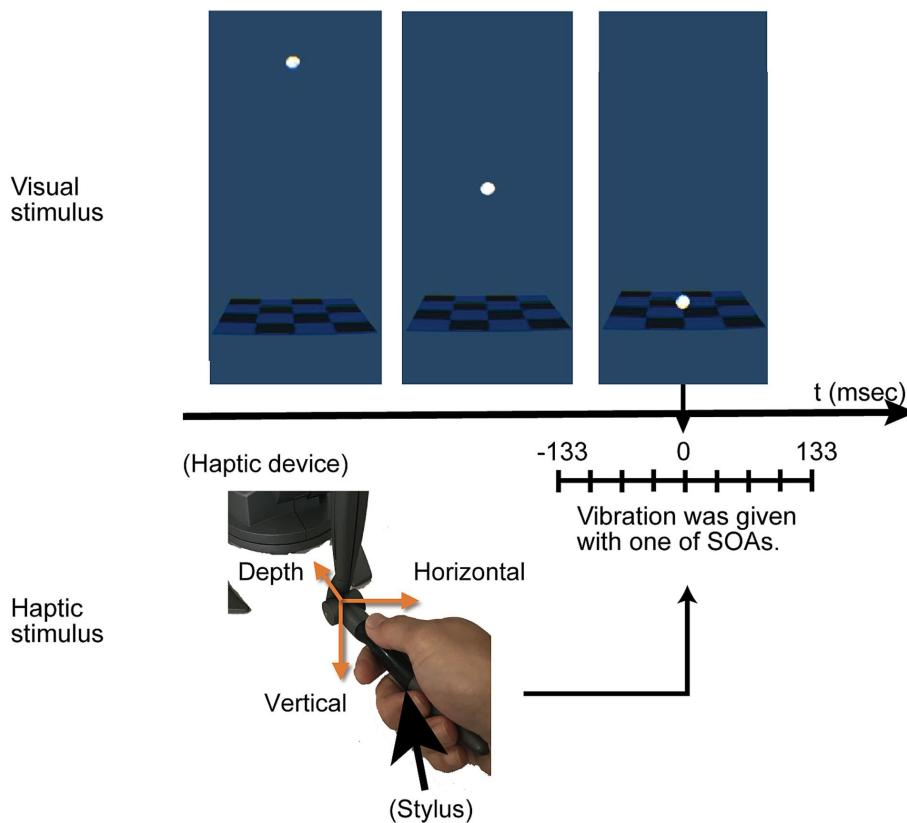 Visual
stimulus
t (msec)
-133 0 133
(Haptic device)
Vibration was given
with one of SOAs.
Depth
Horizontal
Haptic
stimulus
Vertical
(Stylus)